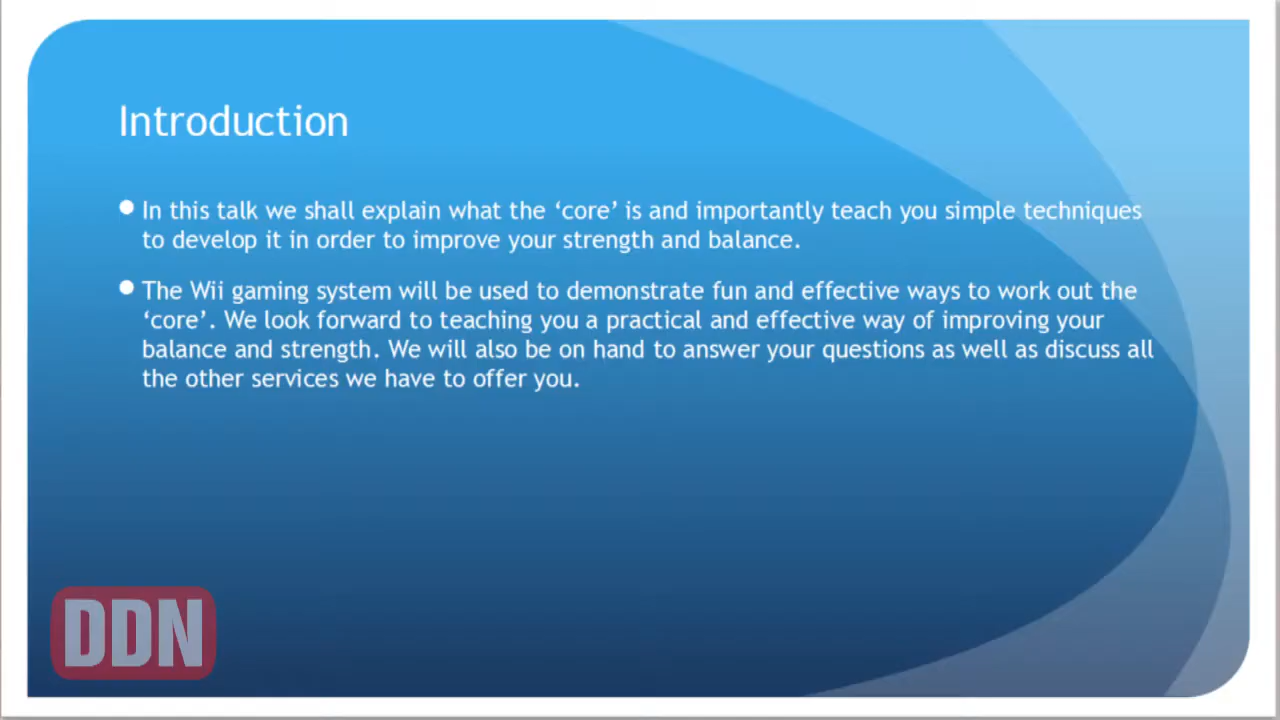 Introduction
In this talk we shall explain what the ‘core’ is and importantly teach you simple techniques
to develop it in order to improve your strength and balance.
The Wii gaming system will be used to demonstrate fun and effective ways to work out the
‘core’. We look forward to teaching you a practical and effective way of improving your
balance and strength. We will also be on hand to answer your questions as well as discuss all
the other services we have to offer you.
DDN